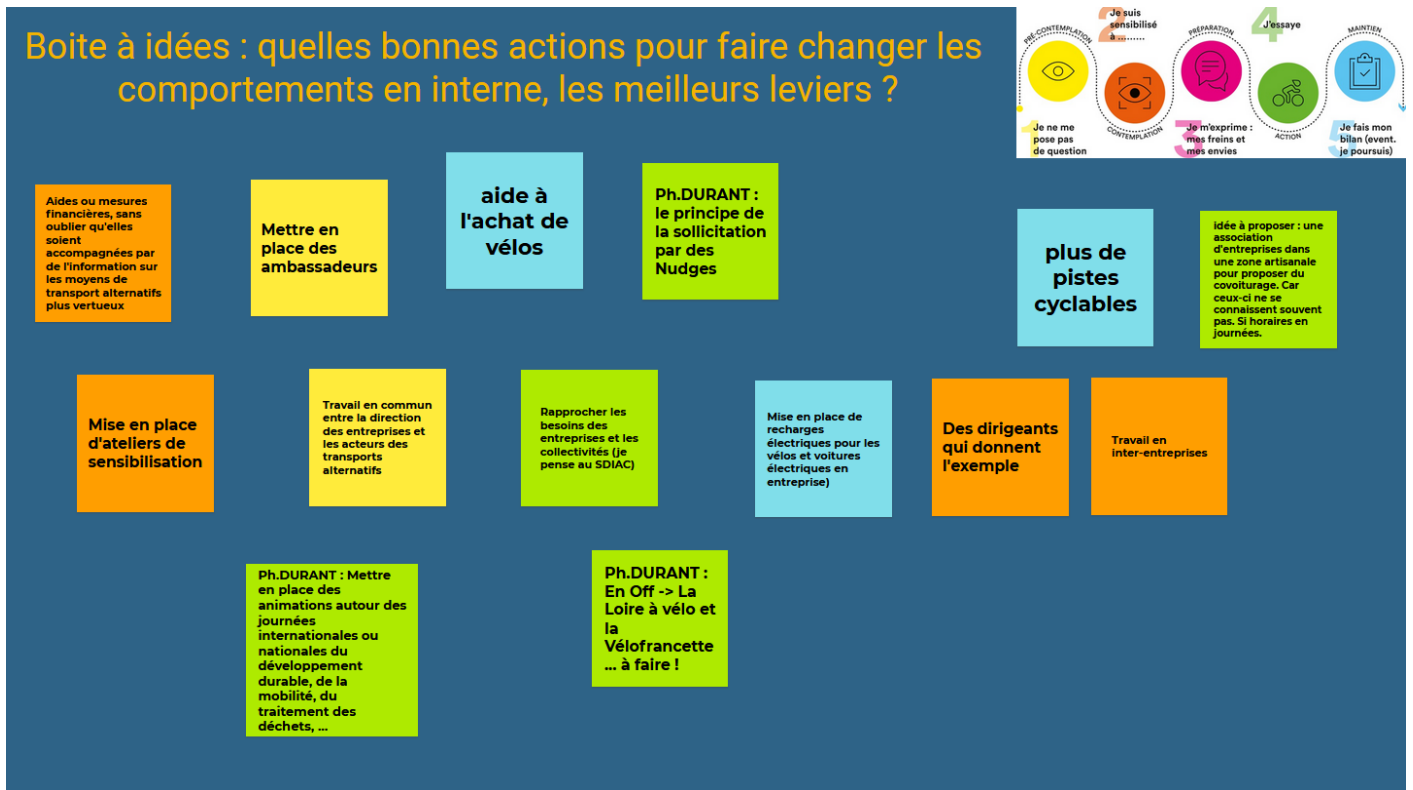 Boite à idées : quelles bonnes actions pour faire changer les
comportements en interne, les meilleurs leviers ?
PRÉ-CONTEMPLATION
1
Je ne me
pose pas
de question
2
Je suis
sensibilisé
à .........
CONTEMPLATION
PRÉPARATION
3
Je m'exprime :
mes freins et
mes envies
4
J'essaye
ACTION
MAINTIEN
5
Je fais mon
bilan (event.
je poursuis)
Aides ou mesures
financières, sans
oublier qu'elles
soient
accompagnées par
de l'information sur
les moyens de
transport alternatifs
plus vertueux
Mettre en
place des
ambassadeurs
aide à
l'achat de
vélos
Ph.DURANT :
le principe de
la sollicitation
par des
Nudges
plus de
pistes
cyclables
idée à proposer : une
association
d'entreprises dans
une zone artisanale
pour proposer du
covoiturage. Car
ceux-ci ne se
connaissent souvent
pas. Si horaires en
journées.
Mise en place
d'ateliers de
sensibilisation
Travail en commun
entre la direction
des entreprises et
les acteurs des
transports
alternatifs
Rapprocher les
besoins des
entreprises et les
collectivités (je
pense au SDIAC)
Mise en place de
recharges
électriques pour les
vélos et voitures
électriques en
entreprise)
Des dirigeants
qui donnent
l'exemple
Travail en
inter-entreprises
Ph.DURANT : Mettre
en place des
animations autour des
journées
internationales ou
nationales du
développement
durable, de la
mobilité, du
traitement des
déchets, ...
Ph.DURANT :
En Off -> La
Loire à vélo et
la
Vélofrancette
... à faire !